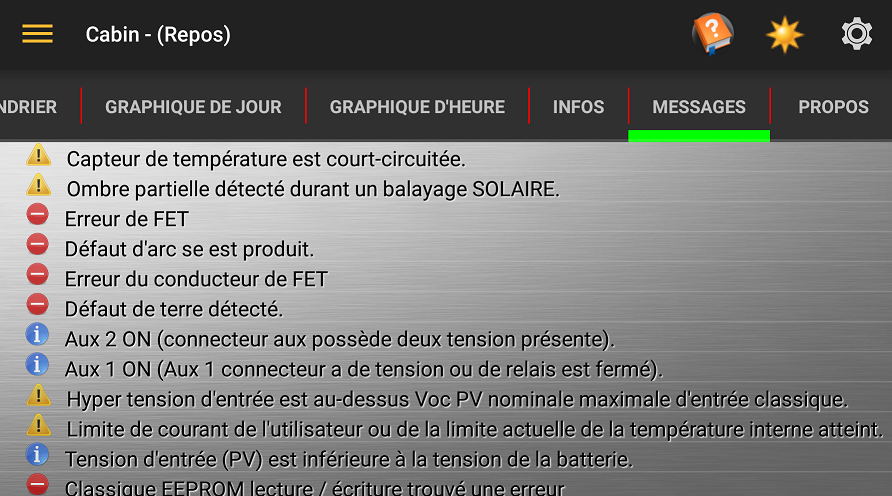 Cabin - (Repos)
NDRIER GRAPHIQUE DE JOUR GRAPHIQUE D'HEURE INFOS MESSAGES PROPOS
Capteur de température est court-circuitée.
Ombre partielle détecté durant un balayage SOLAIRE.
Erreur de FET
Défaut d'arc se est produit.
Erreur du conducteur de FET
Défaut de terre détecté.
Aux 2 ON (connecteur aux possède deux tension présente).
Aux 1 ON (Aux 1 connecteur a de tension ou de relais est fermé).
Hyper tension d'entrée est au-dessus Voc PV nominale maximale d'entrée classique.
Limite de courant de l'utilisateur ou de la limite actuelle de la température interne atteint.
Tension d'entrée (PV) est inférieure à la tension de la batterie.
Classique EEPROM lecture / écriture trouvé une erreur